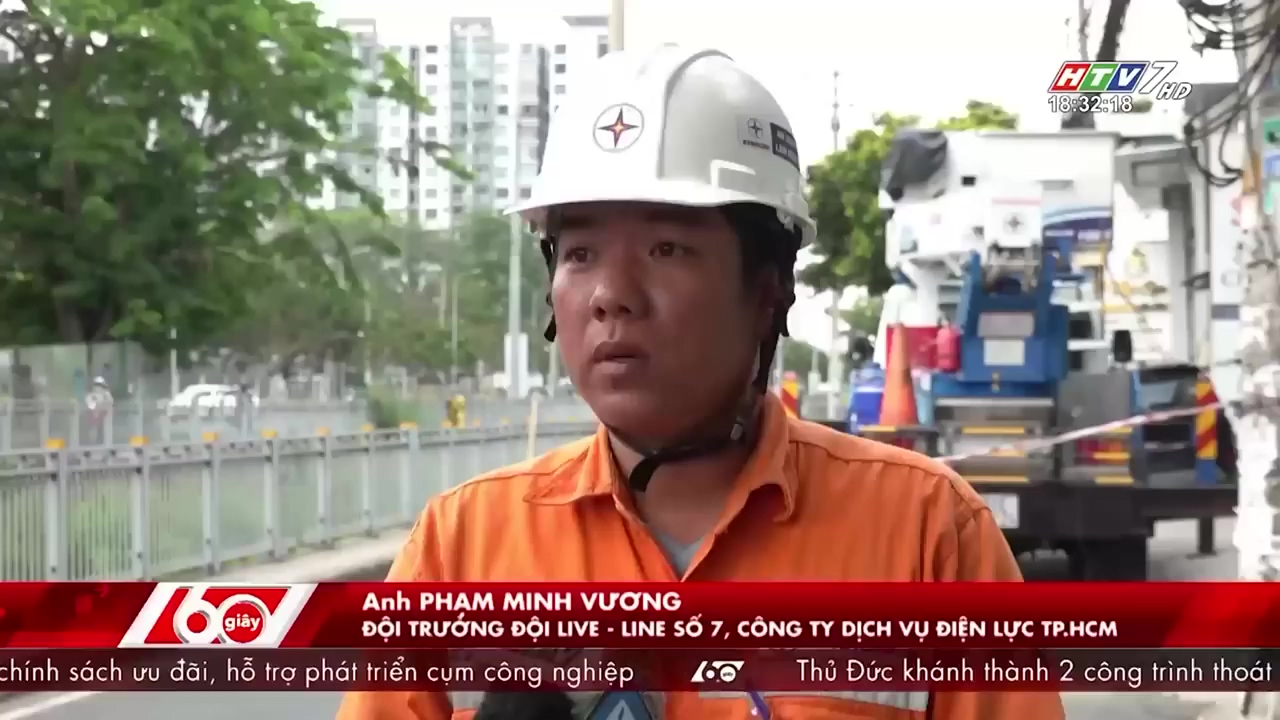 HTV7 HD
18:32:18
60 giây
Anh PHẠM MINH VƯƠNG
ĐỘI TRƯỞNG ĐỘI LIVE - LINE SỐ 7, CÔNG TY DỊCH VỤ ĐIỆN LỰC TP.HCM
chính sách ưu đãi, hỗ trợ phát triển cụm công nghiệp 60 giây Thủ Đức khánh thành 2 công trình thoát